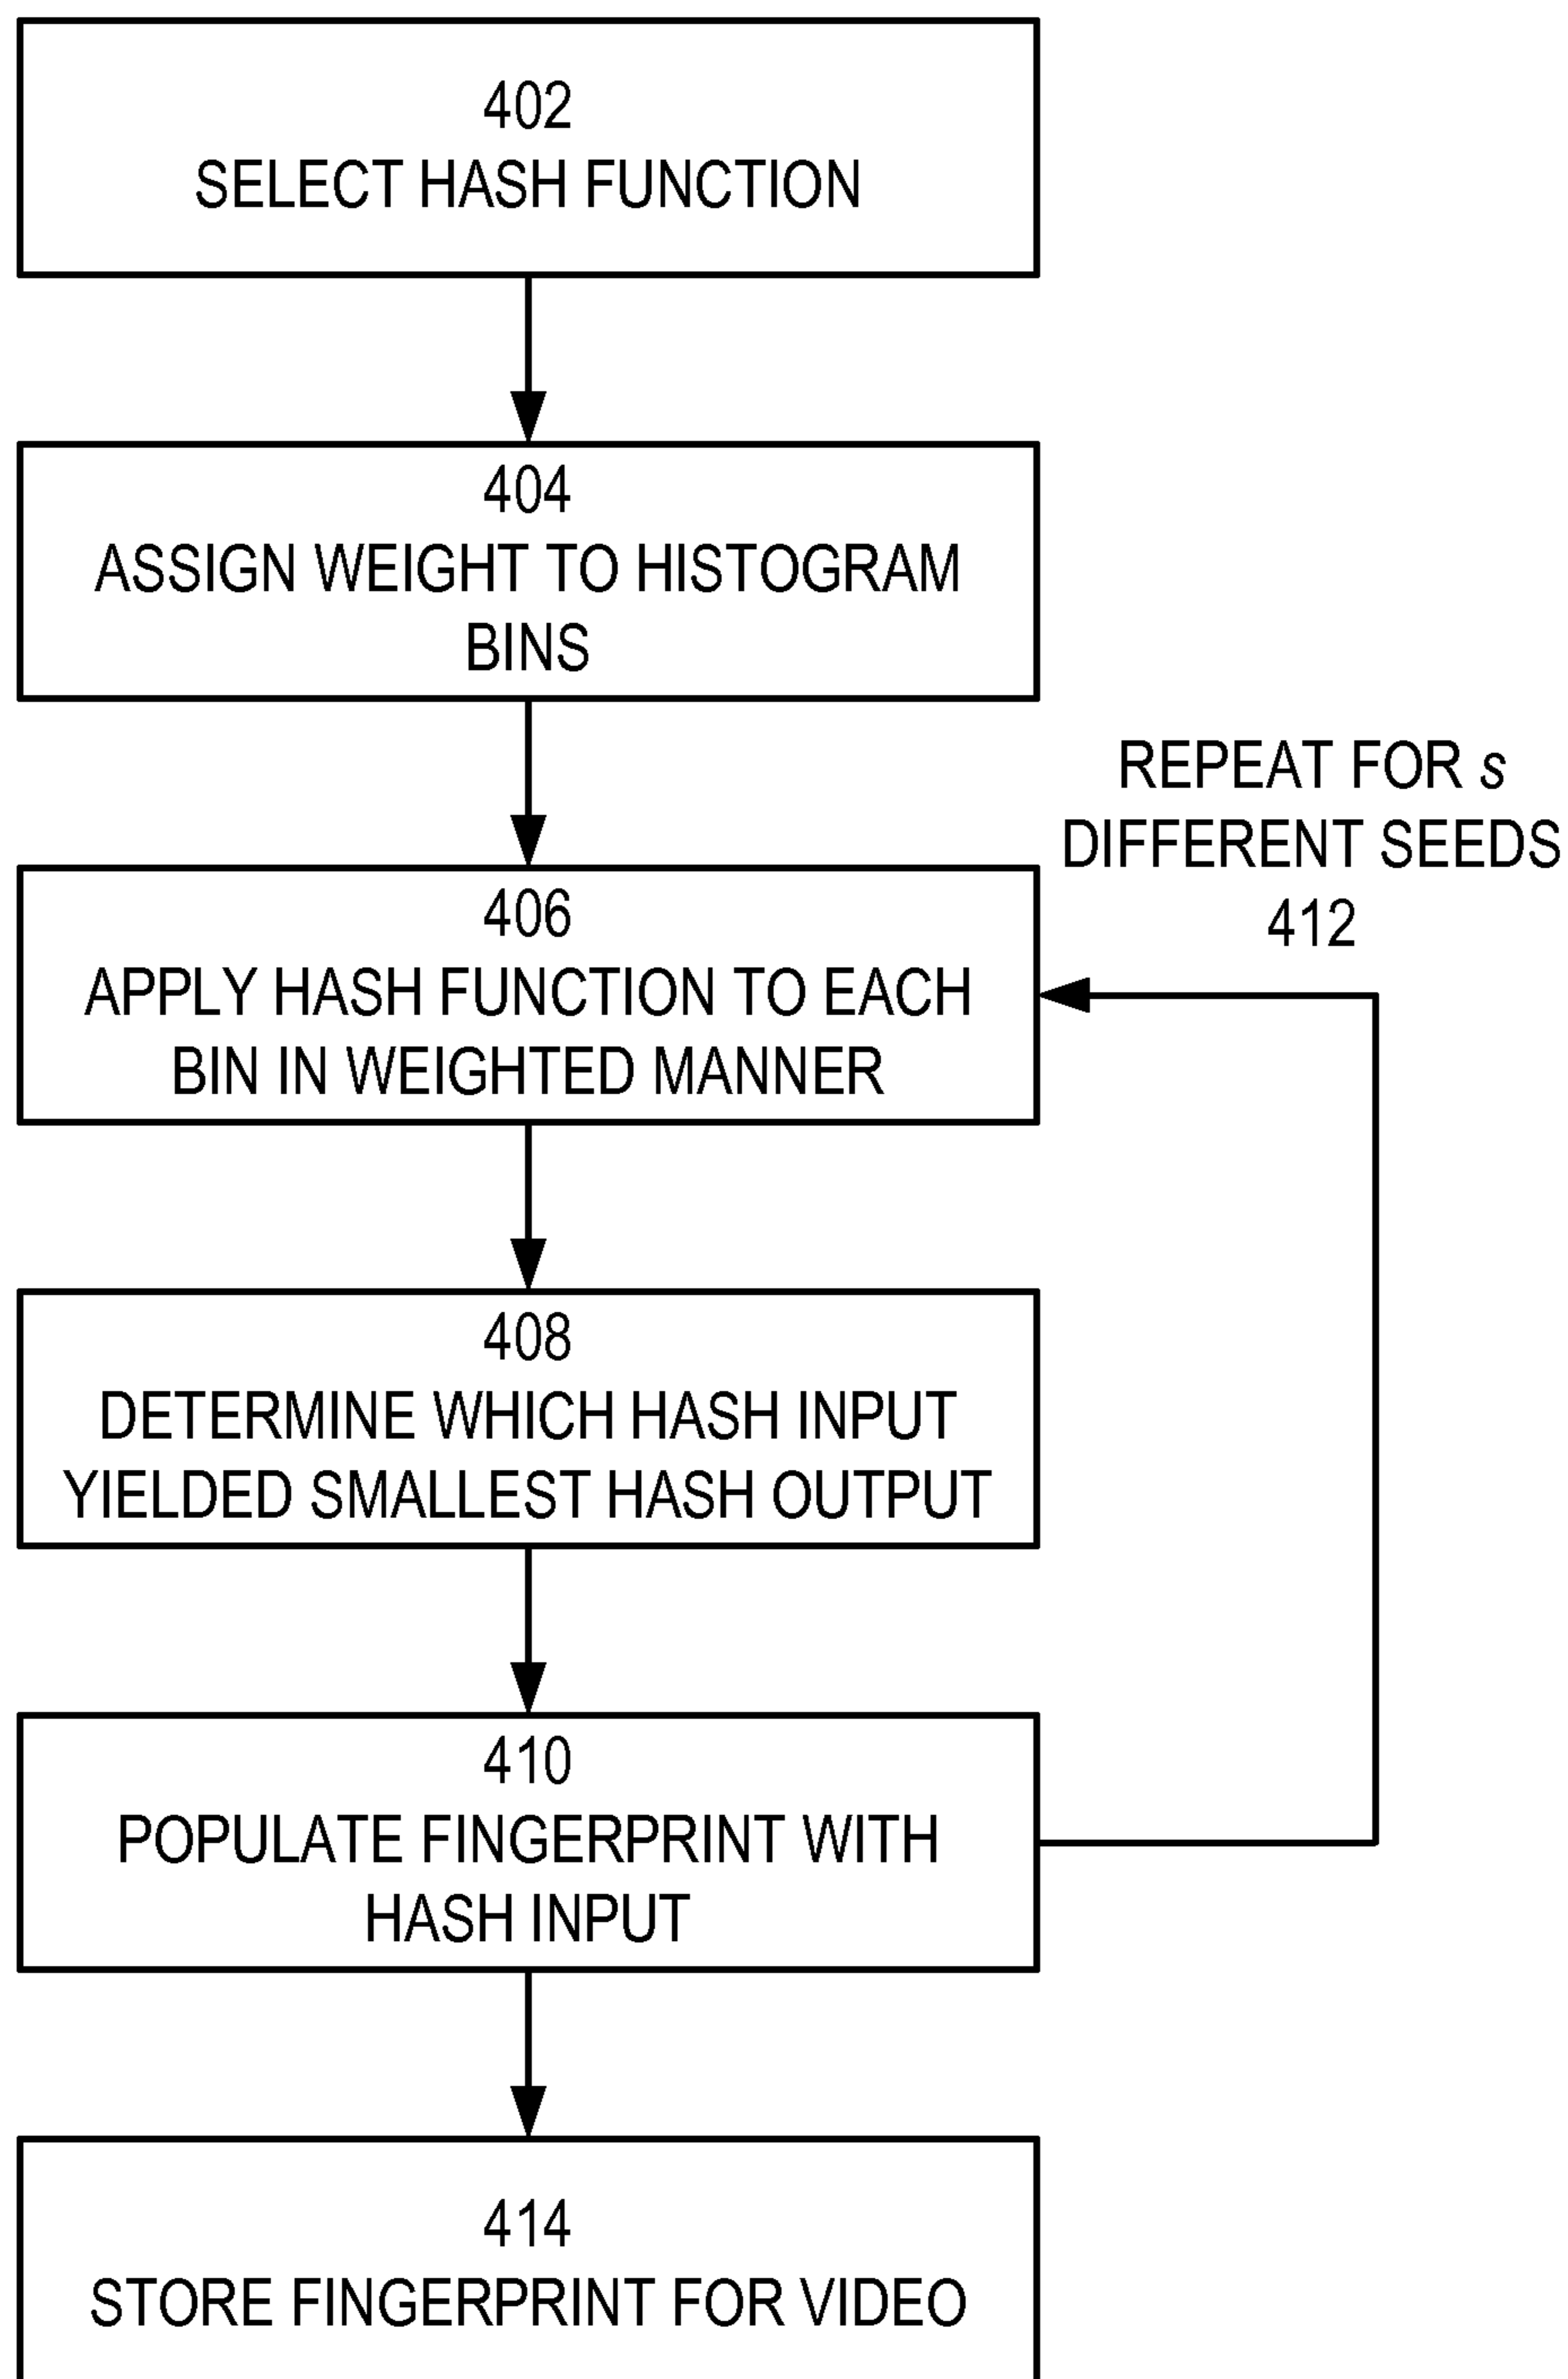 402
SELECT HASH FUNCTION
404
ASSIGN WEIGHT TO HISTOGRAM
BINS
REPEAT FOR s
DIFFERENT SEEDS
412
406
APPLY HASH FUNCTION TO EACH
BIN IN WEIGHTED MANNER
408
DETERMINE WHICH HASH INPUT
YIELDED SMALLEST HASH OUTPUT
410
POPULATE FINGERPRINT WITH
HASH INPUT
414
STORE FINGERPRINT FOR VIDEO